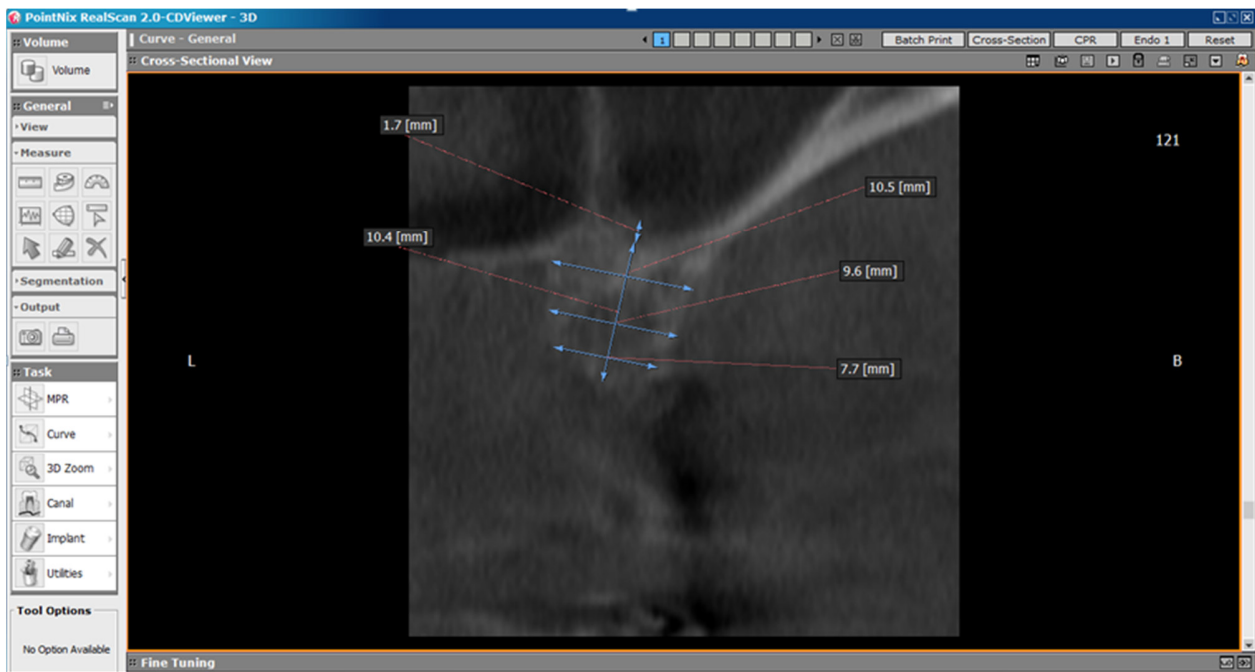 PointNix RealScan 2.0-CDViewer - 3D
Volume
Volume
General
View
Measure
Segmentation
Output
Task
MPR
Curve
3D Zoom
Canal
Implant
Utilities
Tool Options
No Option Available
Curve - General
1
Batch Print
Cross-Section
CPR
Endo 1
Reset
Cross-Sectional View
1.7 [mm]
121
10.5 [mm]
10.4 [mm]
9.6 [mm]
L
B
7.7 [mm]
Fine Tuning